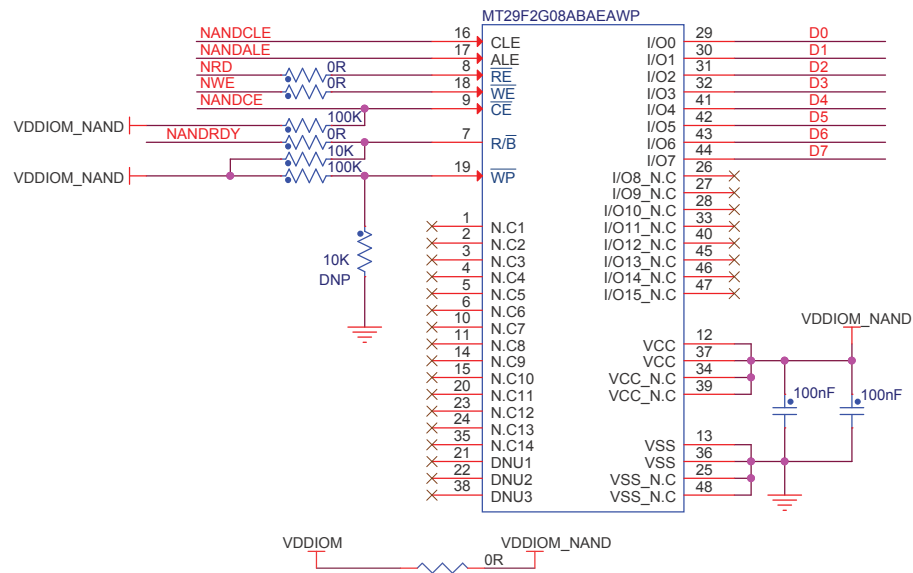 MT29F2G08ABAEAWP
NANDCLE 16 CLE
NANDALE 17 ALE
NRD 0R 8 RE
NWE 0R 18 WE
NANDCE 9 CE
VDDIOM_NAND 100K
NANDRDY 0R 7 R/B
10K
VDDIOM_NAND 100K 19 WP
10K
DNP
1 N.C1
2 N.C2
3 N.C3
4 N.C4
5 N.C5
6 N.C6
10 N.C7
11 N.C8
14 N.C9
15 N.C10
20 N.C11
23 N.C12
24 N.C13
35 N.C14
21 DNU1
22 DNU2
38 DNU3
I/O0 29 D0
I/O1 30 D1
I/O2 31 D2
I/O3 32 D3
I/O4 41 D4
I/O5 42 D5
I/O6 43 D6
I/O7 44 D7
I/O8_N.C 26
I/O9_N.C 27
I/O10_N.C 28
I/O11_N.C 33
I/O12_N.C 40
I/O13_N.C 45
I/O14_N.C 46
I/O15_N.C 47
VDDIOM_NAND
VCC 12
VCC 37
VCC_N.C 34
VCC_N.C 39
100nF 100nF
VSS 13
VSS 36
VSS_N.C 25
VSS_N.C 48
VDDIOM 0R VDDIOM_NAND